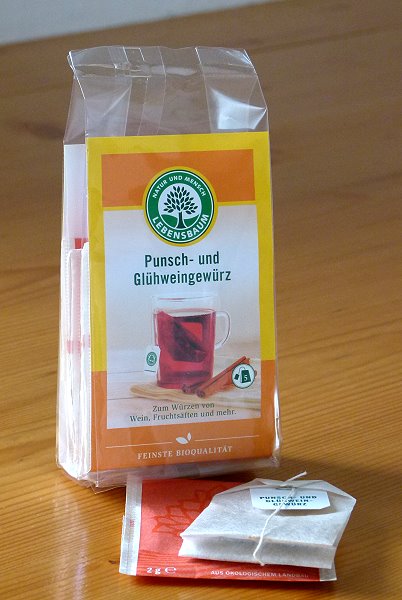 NATUR UND MENSCH
LEBENSBAUM
Punsch- und
Glühweingewürz
5
Zum Würzen von
Wein, Fruchtsäften und mehr.
FEINSTE BIOQUALITÄT
PUNSCH- UND
GLÜHWEIN-
GEWÜRZ
2 g e
AUS ÖKOLOGISCHEM LANDBAU